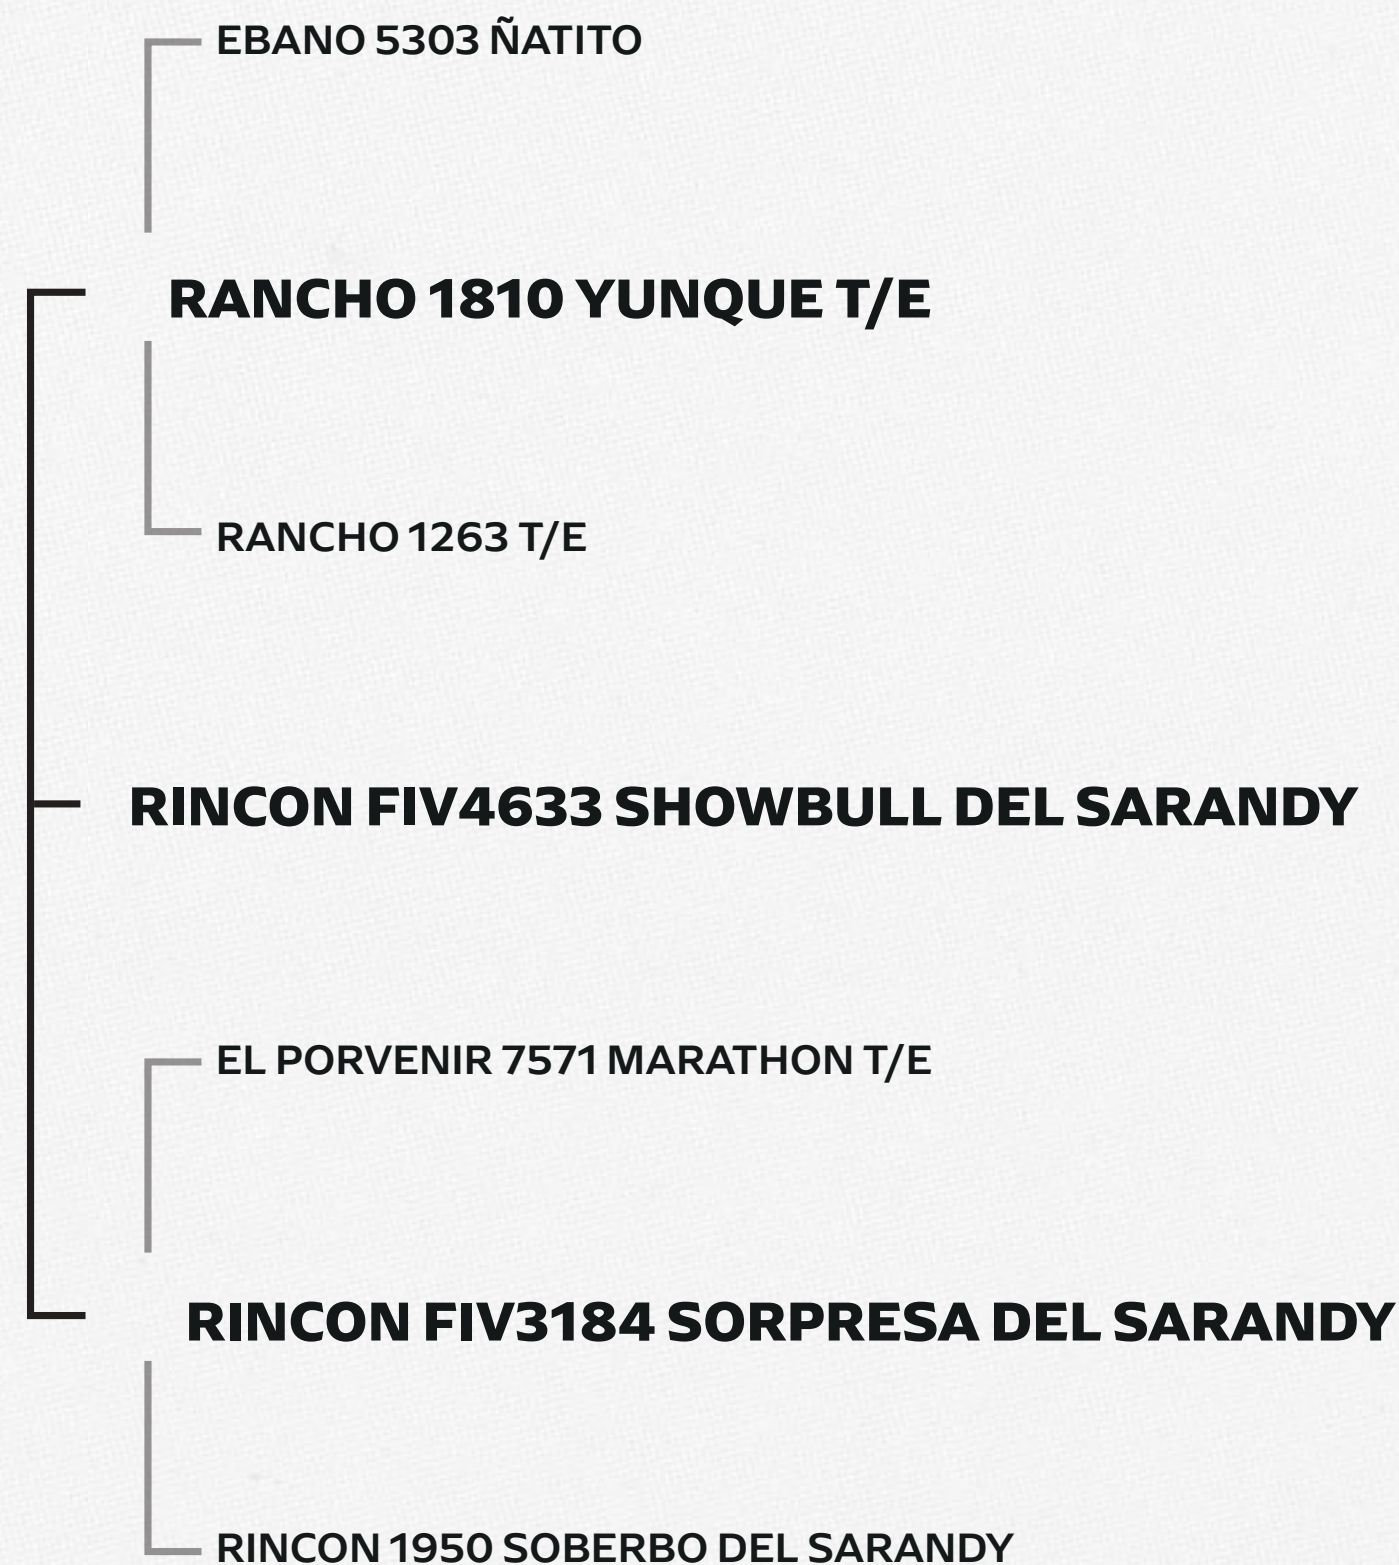 EBANO 5303 ÑATITO
RANCHO 1810 YUNQUE T/E
RANCHO 1263 T/E
RINCON FIV4633 SHOWBULL DEL SARANDY
EL PORVENIR 7571 MARATHON T/E
RINCON FIV3184 SORPRESA DEL SARANDY
RINCON 1950 SOBERBO DEL SARANDY